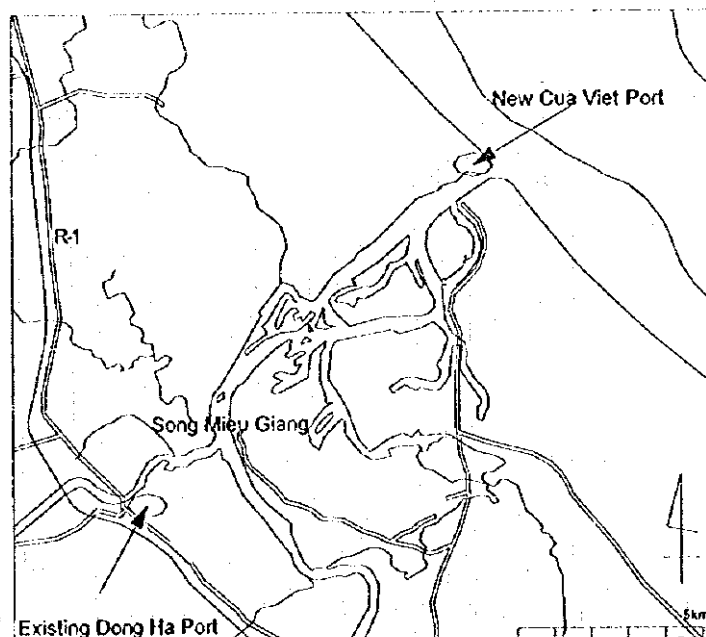 New Cua Viet Port
R-1
Song Mieu Giang
Existing Dong Ha Port
5km